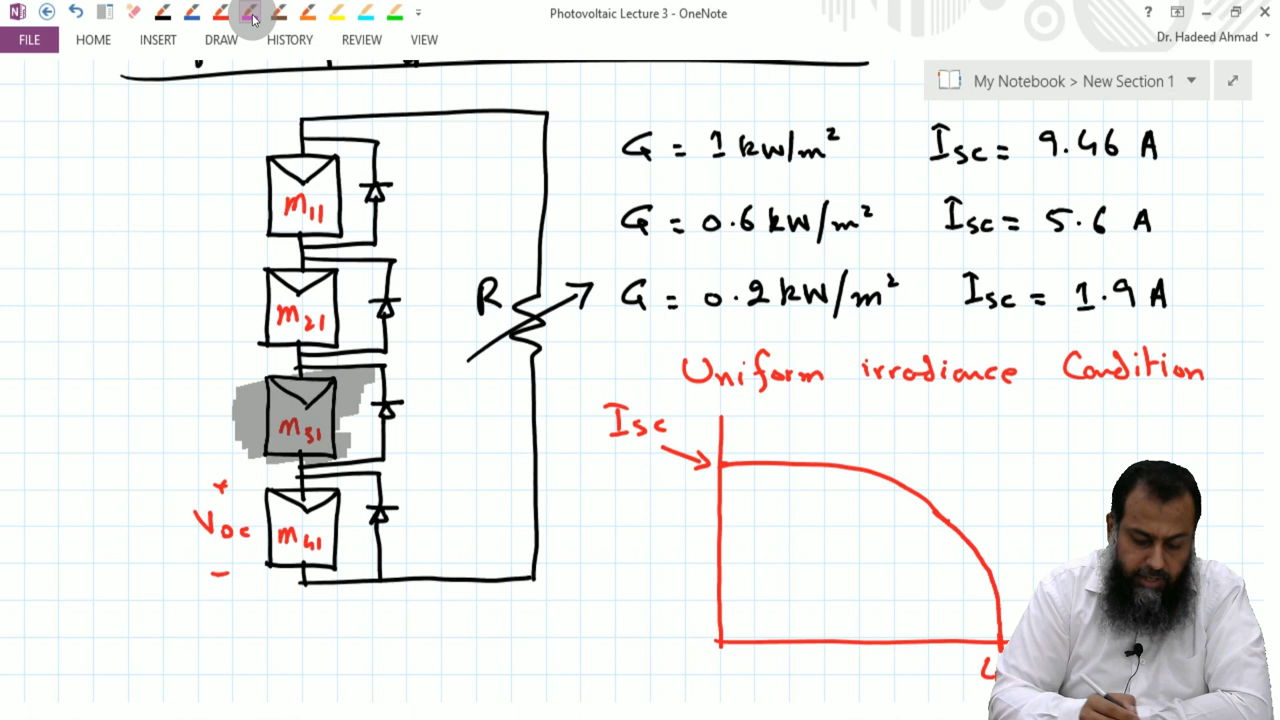 Photovoltaic Lecture 3 - OneNote
FILE HOME INSERT DRAW HISTORY REVIEW VIEW
Dr. Hadeed Ahmad
My Notebook > New Section 1
G = 1 kW/m² Isc = 9.46 A
G = 0.6 kW/m² Isc = 5.6 A
G = 0.2 kW/m² Isc = 1.9 A
Uniform irradiance Condition
Isc
m11
m21
R
m31
+
Voc
m41
-